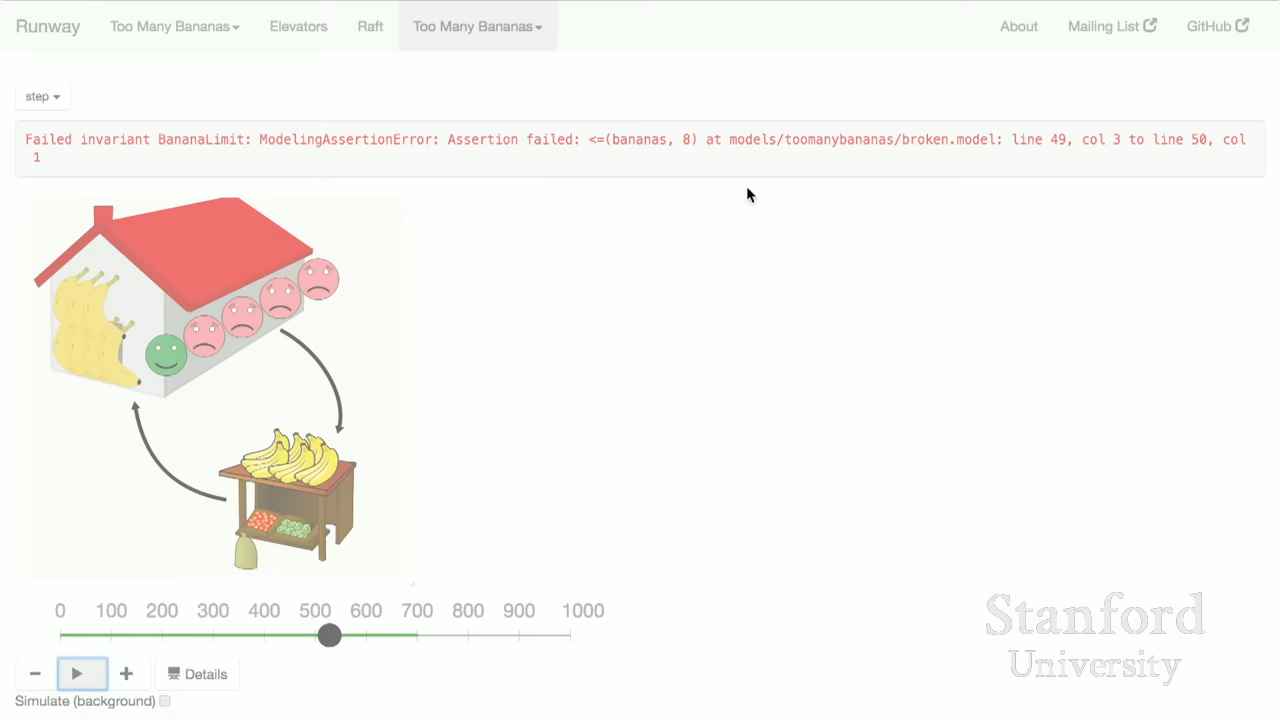 Runway Too Many Bananas Elevators Raft Too Many Bananas About Mailing List GitHub
step
Failed invariant BananaLimit: ModelingAssertionError: Assertion failed: <=(bananas, 8) at models/toomanybananas/broken.model: line 49, col 3 to line 50, col
1
0 100 200 300 400 500 600 700 800 900 1000
Details
Simulate (background)
Stanford
University